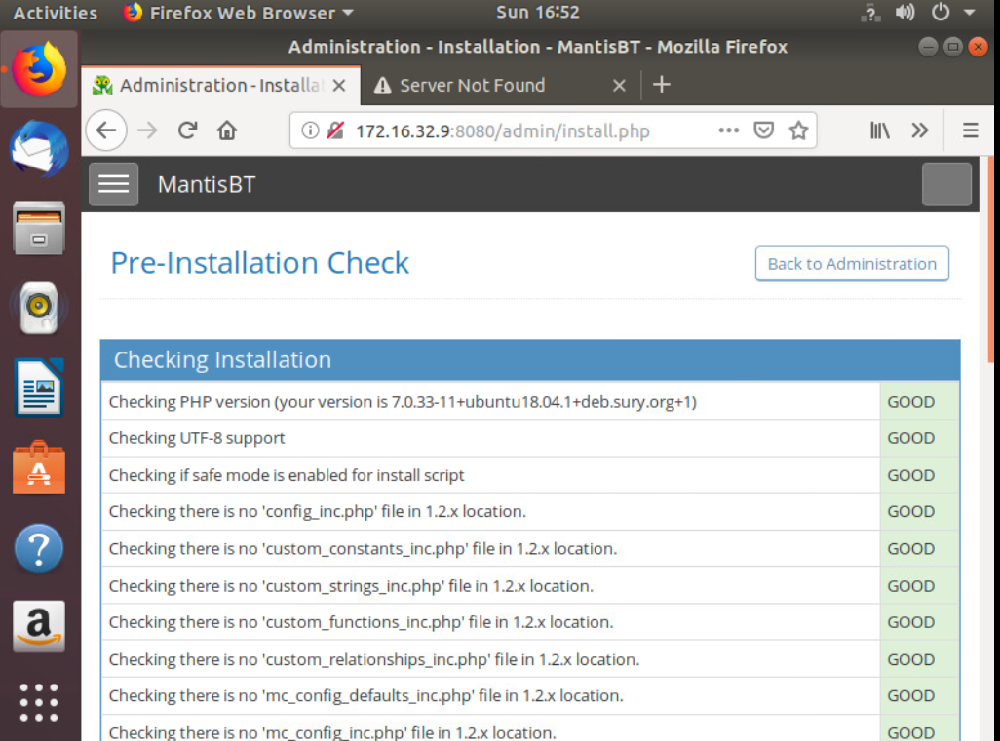 Activities Firefox Web Browser Sun 16:52
Administration - Installation - MantisBT - Mozilla Firefox
Administration - Installat Server Not Found
172.16.32.9:8080/admin/install.php
MantisBT
Pre-Installation Check Back to Administration
Checking Installation
Checking PHP version (your version is 7.0.33-11+ubuntu18.04.1+deb.sury.org+1) GOOD
Checking UTF-8 support GOOD
Checking if safe mode is enabled for install script GOOD
Checking there is no 'config_inc.php' file in 1.2.x location. GOOD
Checking there is no 'custom_constants_inc.php' file in 1.2.x location. GOOD
Checking there is no 'custom_strings_inc.php' file in 1.2.x location. GOOD
Checking there is no 'custom_functions_inc.php' file in 1.2.x location. GOOD
Checking there is no 'custom_relationships_inc.php' file in 1.2.x location. GOOD
Checking there is no 'mc_config_defaults_inc.php' file in 1.2.x location. GOOD
Checking there is no 'mc_config_inc.php' file in 1.2.x location. GOOD